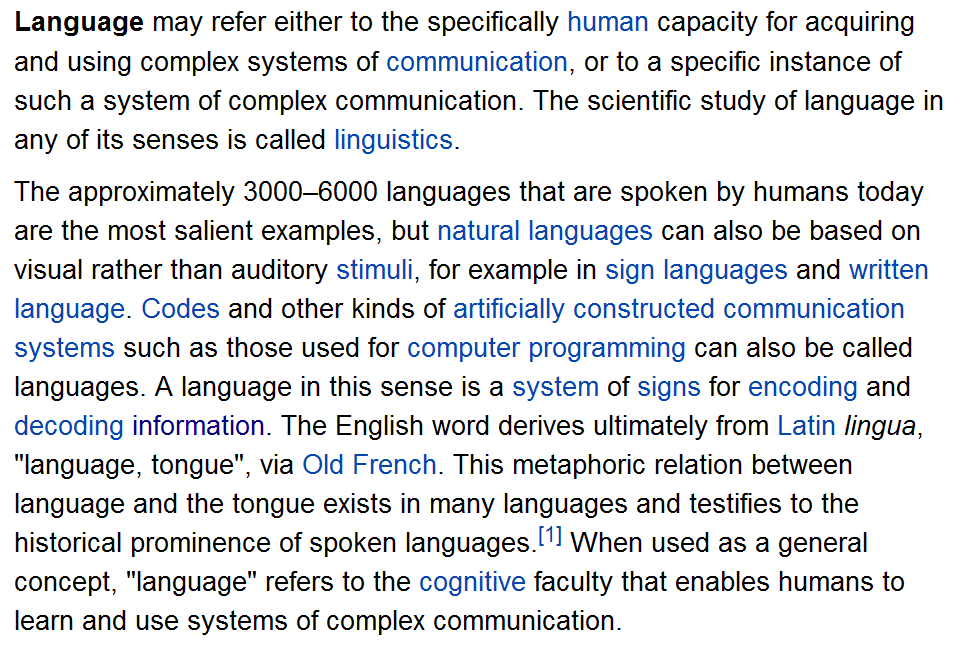 Language may refer either to the specifically human capacity for acquiring
and using complex systems of communication, or to a specific instance of
such a system of complex communication. The scientific study of language in
any of its senses is called linguistics.
The approximately 3000–6000 languages that are spoken by humans today
are the most salient examples, but natural languages can also be based on
visual rather than auditory stimuli, for example in sign languages and written
language. Codes and other kinds of artificially constructed communication
systems such as those used for computer programming can also be called
languages. A language in this sense is a system of signs for encoding and
decoding information. The English word derives ultimately from Latin lingua,
"language, tongue", via Old French. This metaphoric relation between
language and the tongue exists in many languages and testifies to the
historical prominence of spoken languages.[1] When used as a general
concept, "language" refers to the cognitive faculty that enables humans to
learn and use systems of complex communication.